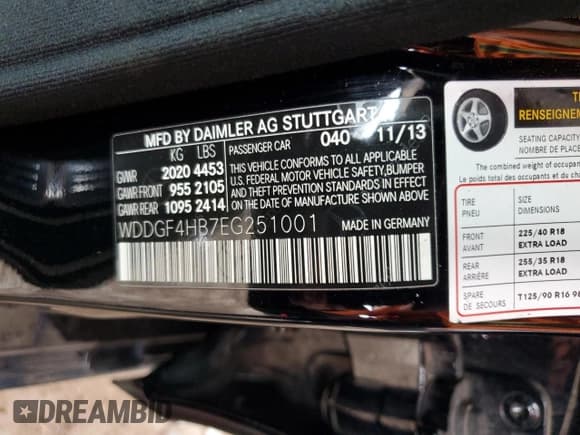 MFD BY DAIMLER AG STUTTGART
KG LBS PASSENGER CAR 040 11/13
GVWR 2020 4453
GAWR FRONT 955 2105
GAWR REAR 1095 2414
THIS VEHICLE CONFORMS TO ALL APPLICABLE
U.S. FEDERAL MOTOR VEHICLE SAFETY,BUMPER
AND THEFT PREVENTION STANDARDS IN
EFFECT ON THE DATE OF MANUFACTURE
SHOWN ABOVE.
WDDGF4HB7EG251001 MADE IN GERMANY
SEATING CAPACITY
NOMBRE DE
The combined weight of
Le poids total des occupants et du
TIRE
PNEU
SIZE
DIMENSIONS
FRONT
AVANT
225/40 R18
EXTRA LOAD
REAR
ARRIÈRE
255/35 R18
EXTRA LOAD
SPARE
DE SECOURS
T125/90 R16
DREAMBID